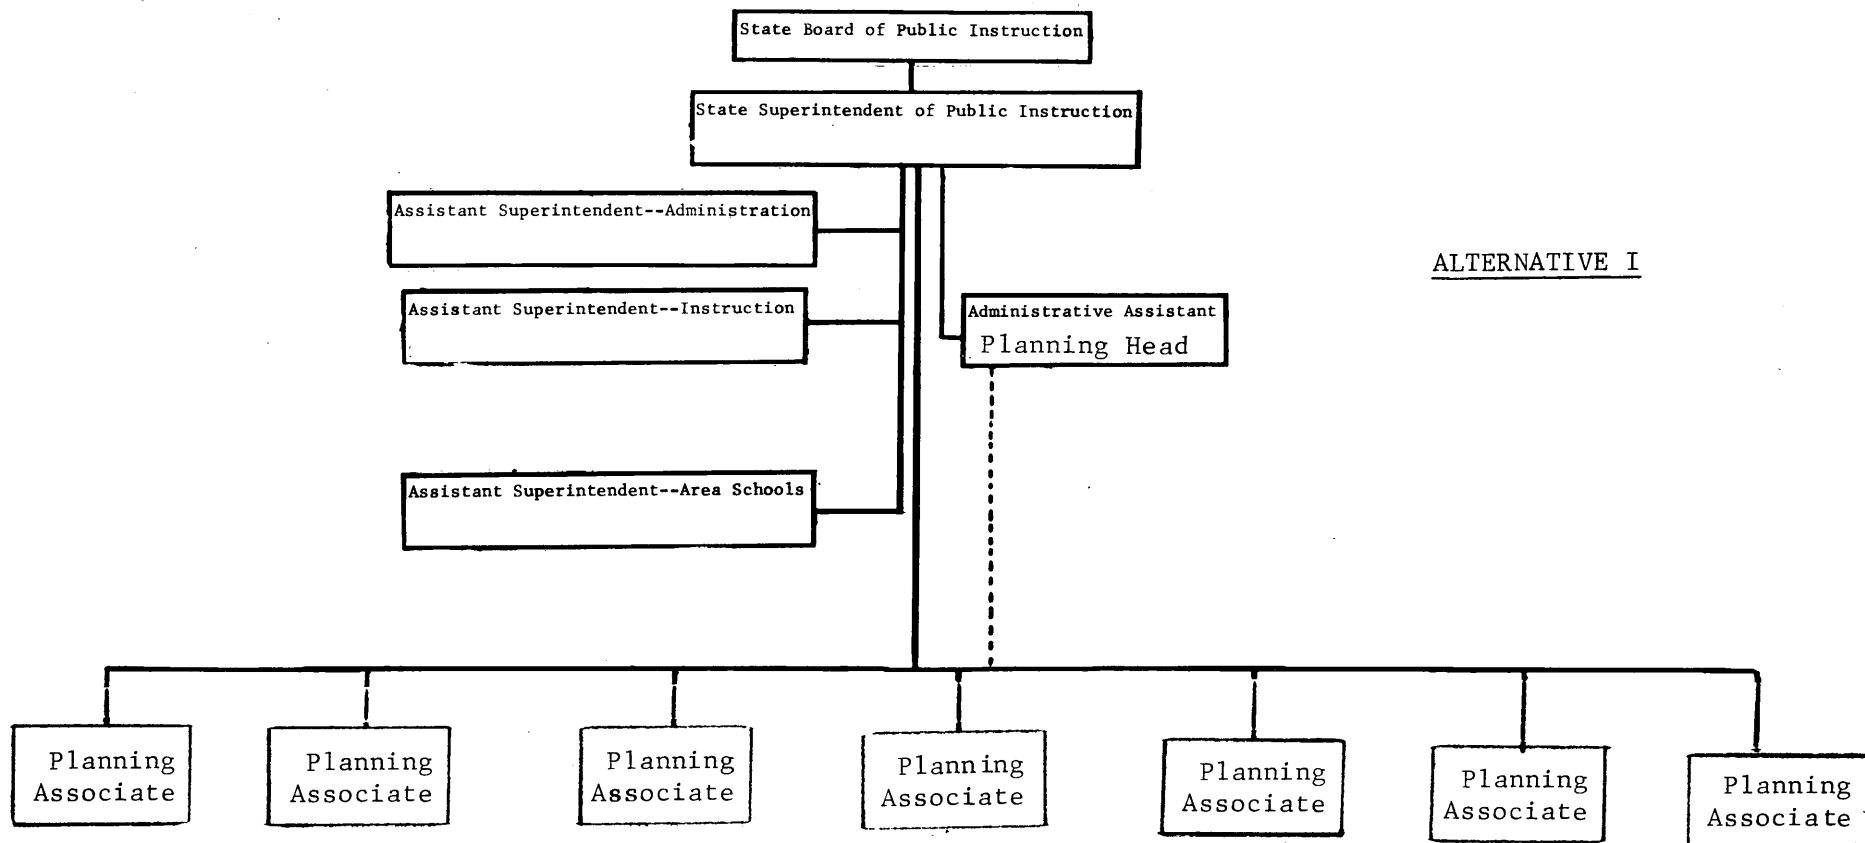 State Board of Public Instruction
State Superintendent of Public Instruction
Assistant Superintendent--Administration
ALTERNATIVE I
Assistant Superintendent--Instruction
Administrative Assistant
Planning Head
Assistant Superintendent--Area Schools
Planning
Associate
Planning
Associate
Planning
Associate
Planning
Associate
Planning
Associate
Planning
Associate
Planning
Associate